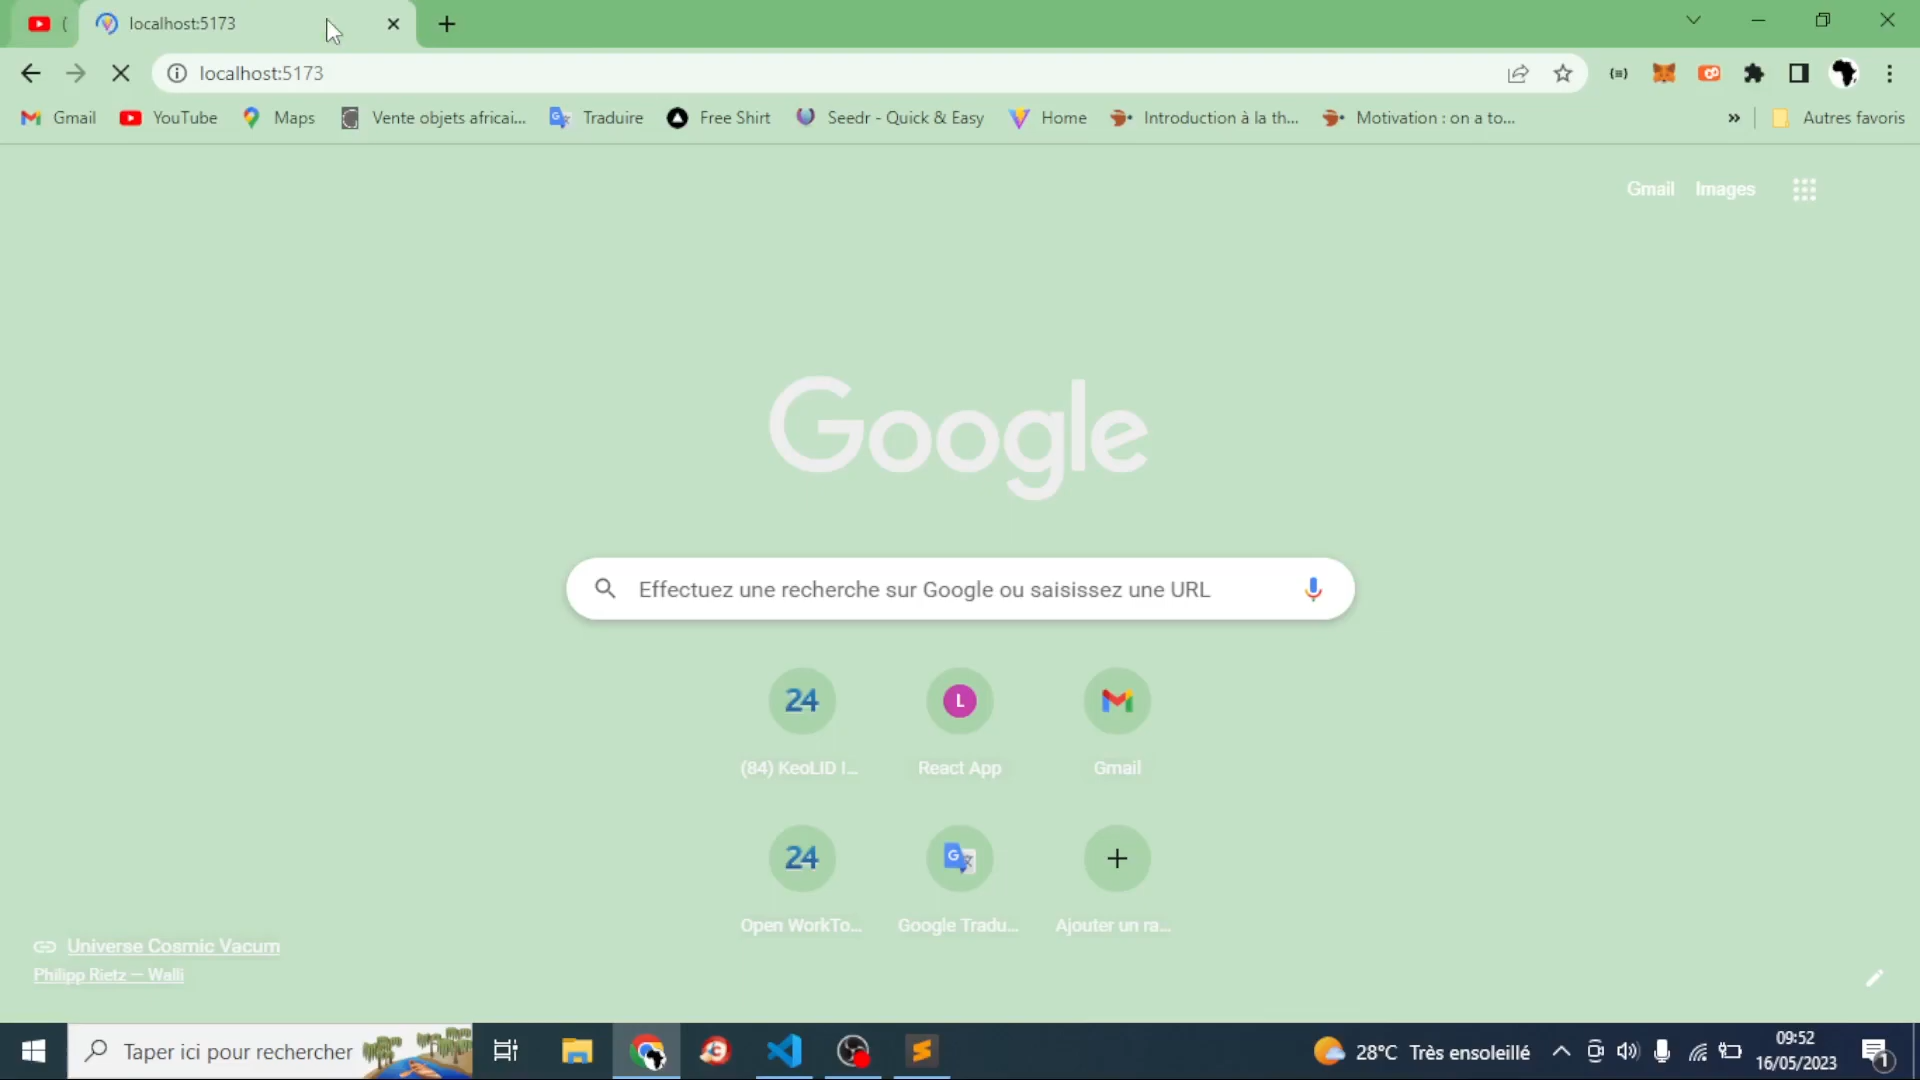 (
localhost:5173
localhost:5173
Gmail
YouTube
Maps
Vente objets africai...
Traduire
Free Shirt
Seedr - Quick & Easy
Home
Introduction à la th...
Motivation : on a to...
»
Autres favoris
Gmail
Images
Google
Effectuez une recherche sur Google ou saisissez une URL
24
L
(84) KeoLID I...
React App
Gmail
24
Open WorkTo...
Google Tradu...
Ajouter un ra...
Universe Cosmic Vacum
Philipp Rietz — Walli
Taper ici pour rechercher
28°C Très ensoleillé
09:52
16/05/2023
1